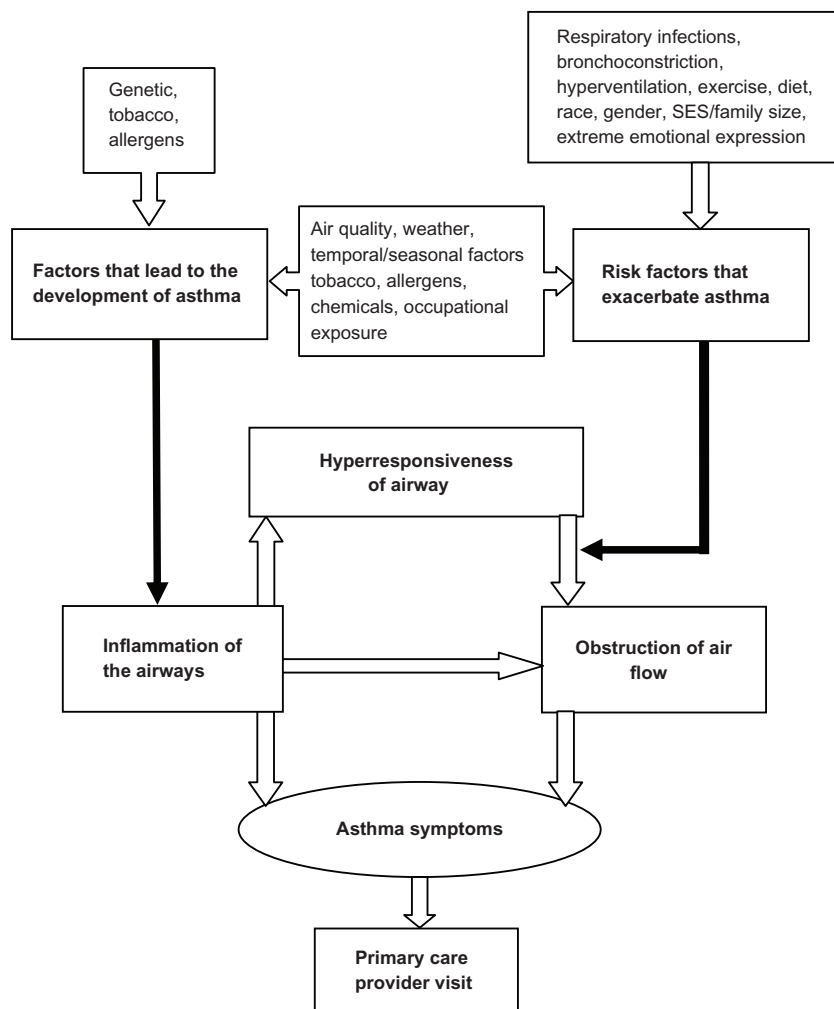 Genetic,
tobacco,
allergens
Respiratory infections,
bronchoconstriction,
hyperventilation, exercise, diet,
race, gender, SES/family size,
extreme emotional expression
Factors that lead to the
development of asthma
Air quality, weather,
temporal/seasonal factors
tobacco, allergens,
chemicals, occupational
exposure
Risk factors that
exacerbate asthma
Hyperresponsiveness
of airway
Inflammation of
the airways
Obstruction of air
flow
Asthma symptoms
Primary care
provider visit